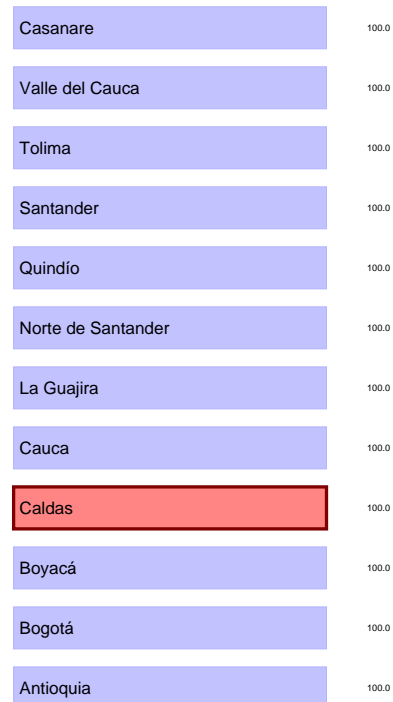 Casanare 100.0
Valle del Cauca 100.0
Tolima 100.0
Santander 100.0
Quindío 100.0
Norte de Santander 100.0
La Guajira 100.0
Cauca 100.0
Caldas 100.0
Boyacá 100.0
Bogotá 100.0
Antioquia 100.0